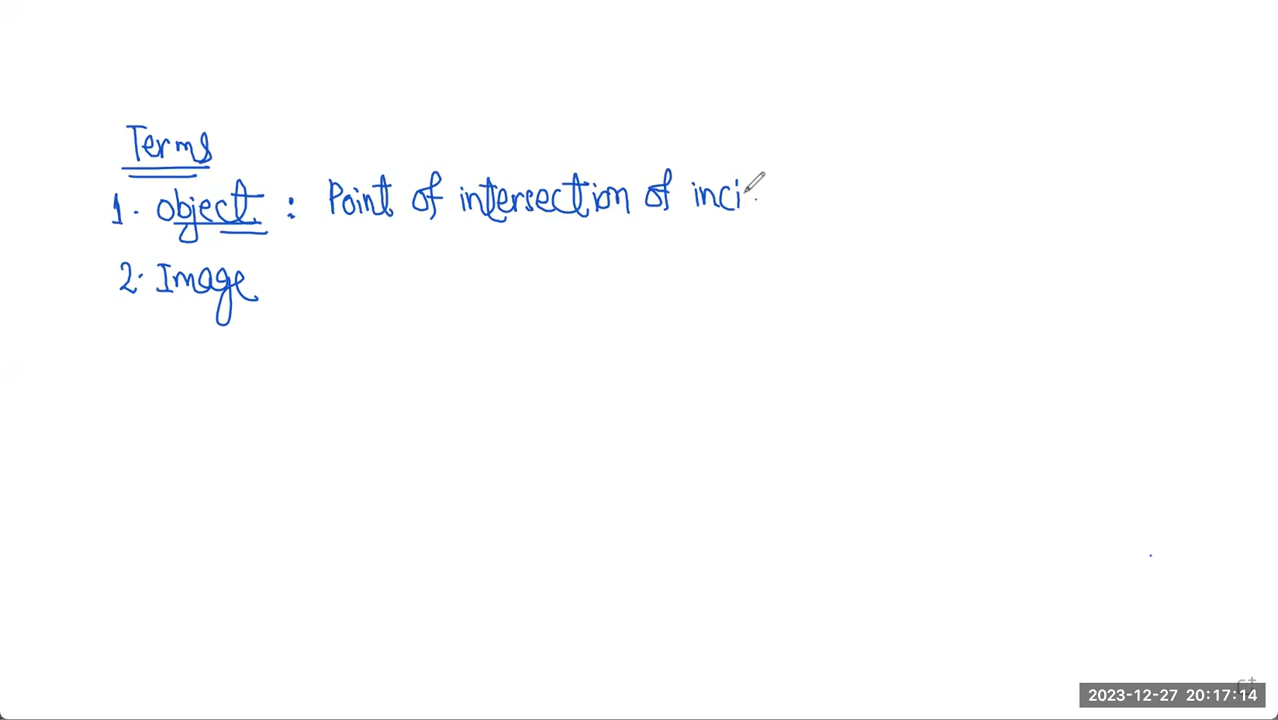 Terms
1. object : Point of intersection of inci
2. Image
2023-12-27 20:17:14